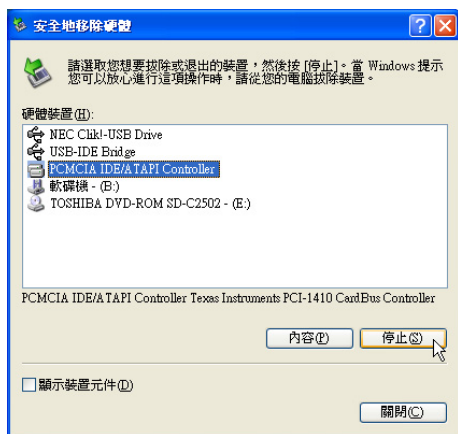 安全地移除硬體
請選取您想要拔除或退出的裝置，然後按 [停止]。當 Windows 提示
您可以放心進行這項操作時，請從您的電腦拔除裝置。
硬體裝置(H):
NEC Clik!-USB Drive
USB-IDE Bridge
PCMCIA IDE/ATAPI Controller
軟碟機 - (B:)
TOSHIBA DVD-ROM SD-C2502 - (E:)
PCMCIA IDE/ATAPI Controller Texas Instruments PCI-1410 CardBus Controller
內容(P) 停止(S)
顯示裝置元件(D)
關閉(C)